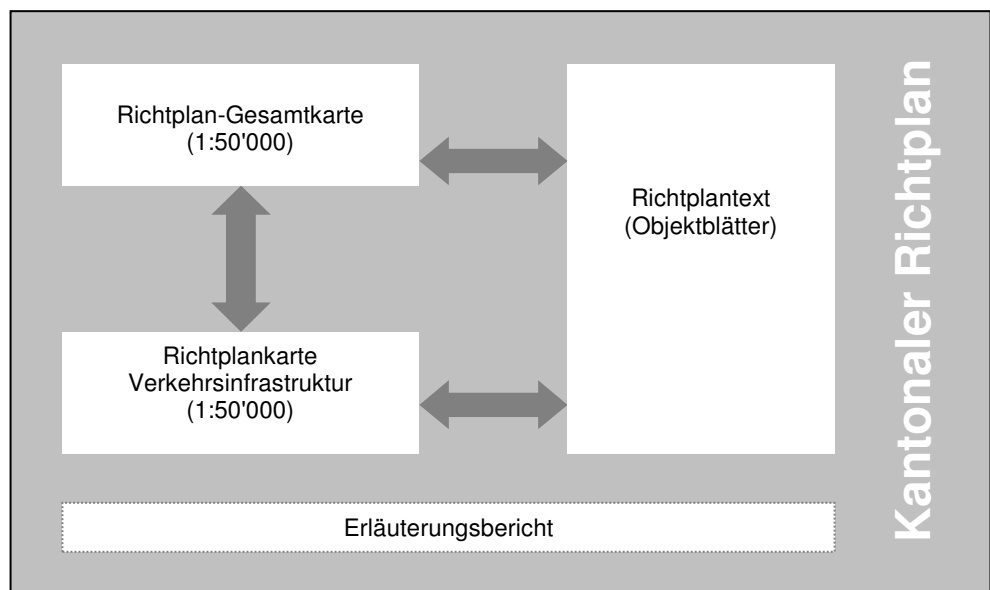 Richtplan-Gesamtkarte
(1:50'000)
Richtplantext
(Objektblätter)
Richtplankarte
Verkehrsinfrastruktur
(1:50'000)
Erläuterungsbericht
Kantonaler Richtplan